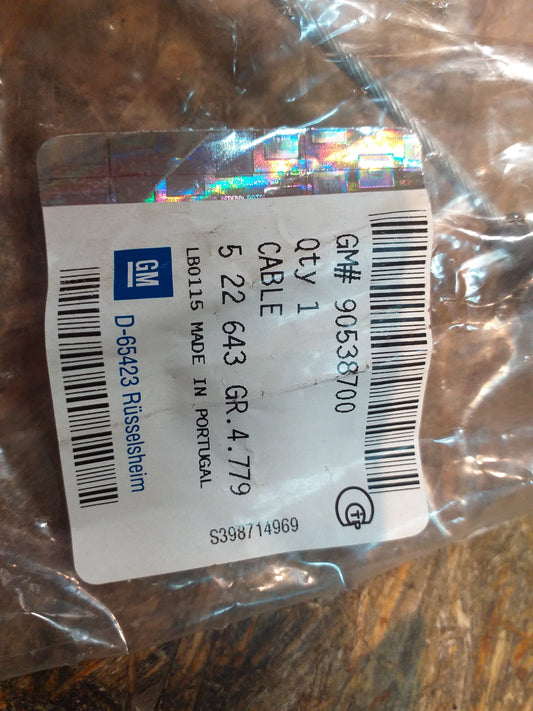 GM# 90538700
Qty 1
CABLE
5 22 643 GR.4.779
LB0115 MADE IN PORTUGAL
GM
D-65423 Rüsselsheim
S398714969